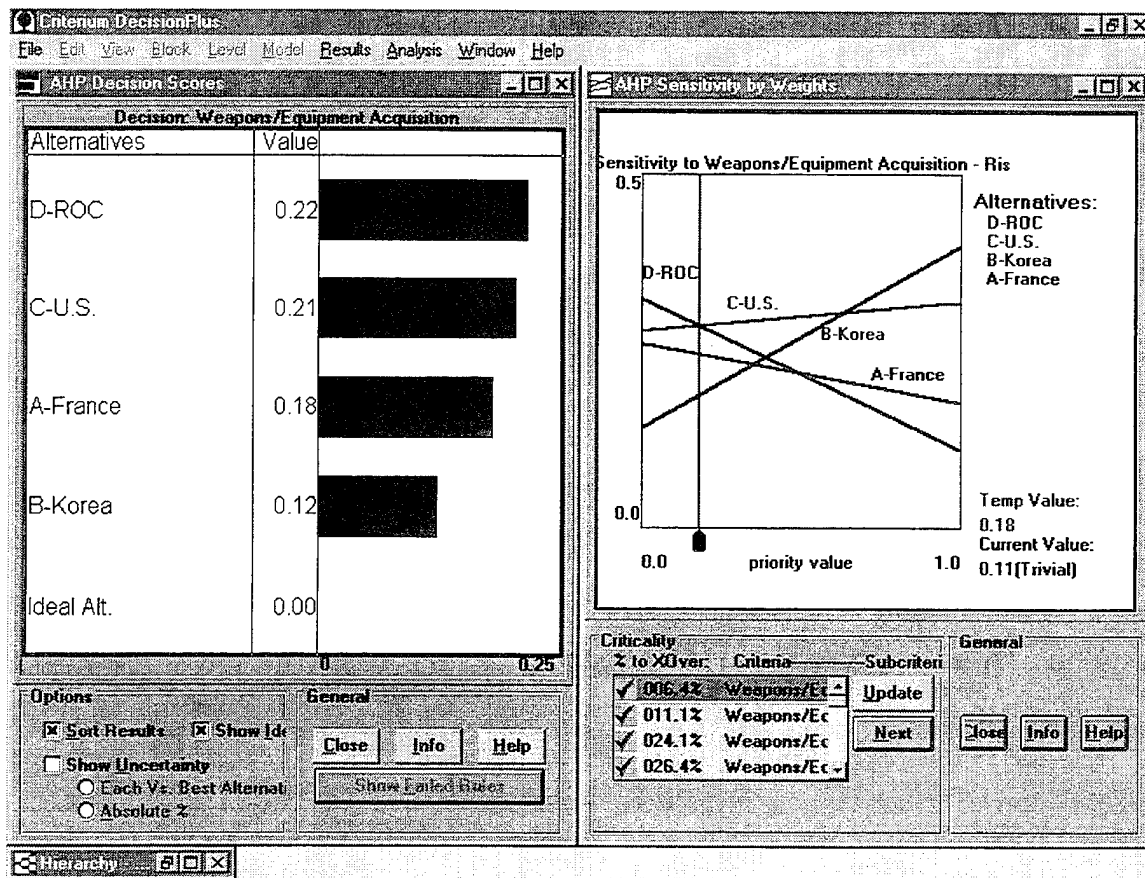 Criterium DecisionPlus
File Edit View Block Level Model Results Analysis Window Help
AHP Decision Scores
Decision: Weapons/Equipment Acquisition
Alternatives Value
D-ROC 0.22
C-U.S. 0.21
A-France 0.18
B-Korea 0.12
Ideal Alt. 0.00
0 0.25
Options
Sort Results Show Ide
Show Uncertainty
Each Vs. Best Alternati
Absolute %
General
Close Info Help
Show Failed Rules
Hierarchy
AHP Sensitivity by Weights
Sensitivity to Weapons/Equipment Acquisition - Ris
0.5
D-ROC
C-U.S.
B-Korea
A-France
0.0
0.0 priority value 1.0
Alternatives:
D-ROC
C-U.S.
B-Korea
A-France
Temp Value:
0.18
Current Value:
0.11(Trivial)
Criticality
% to XOver: Criteria Subcriteri
006.4% Weapons/Ec
011.1% Weapons/Ec
024.1% Weapons/Ec
026.4% Weapons/Ec
Update
Next
General
Close Info Help